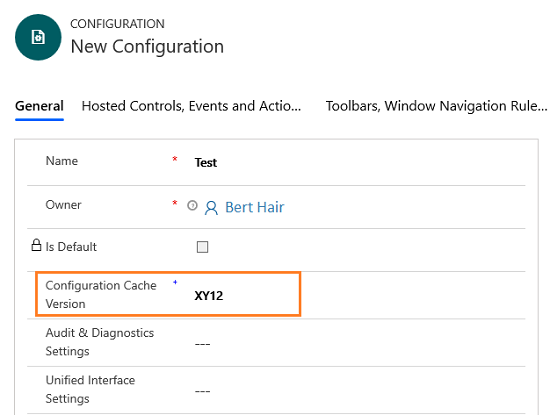 CONFIGURATION
New Configuration
General Hosted Controls, Events and Actio... Toolbars, Window Navigation Rule...
Name * Test
Owner * Bert Hair
Is Default
Configuration Cache
Version * XY12
Audit & Diagnostics
Settings ---
Unified Interface
Settings ---